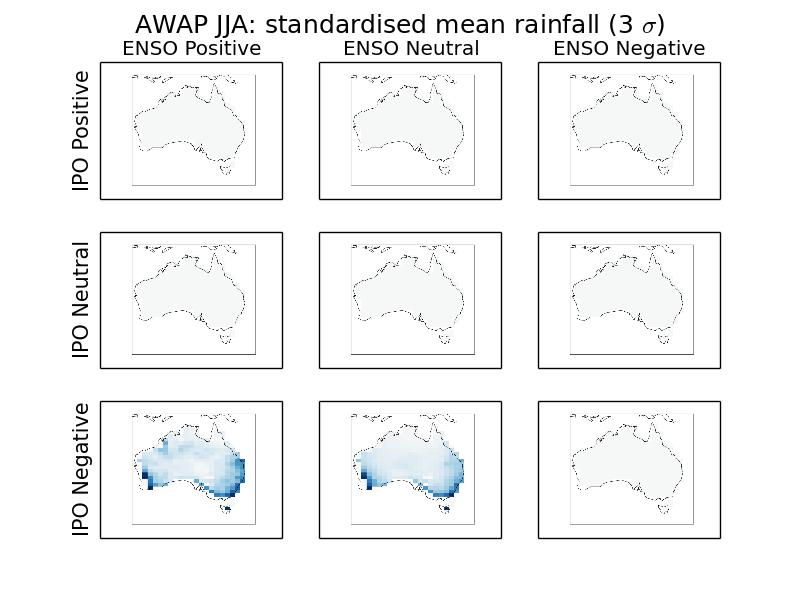 AWAP JJA: standardised mean rainfall (3 σ)
ENSO Positive
ENSO Neutral
ENSO Negative
IPO Positive
IPO Neutral
IPO Negative